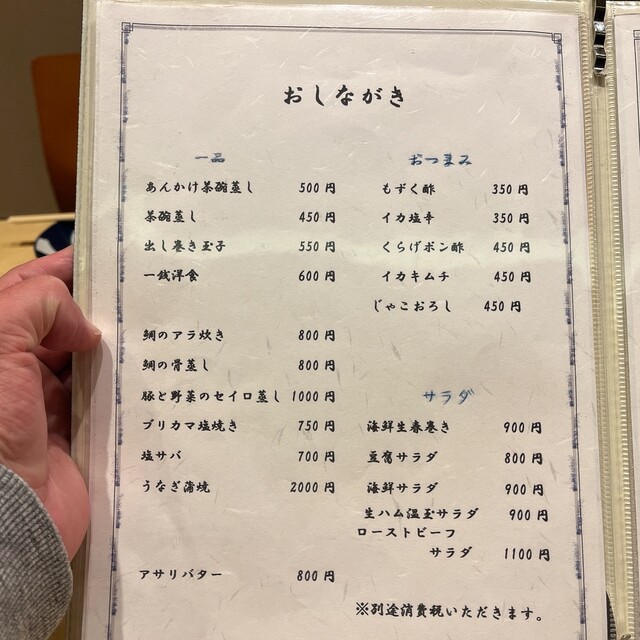 おしながき
一品
あんかけ茶碗蒸し 500円
茶碗蒸し 450円
出し巻き玉子 550円
一銭洋食 600円
鯛のアラ炊き 800円
鯛の骨蒸し 800円
豚と野菜のセイロ蒸し 1000円
ブリカマ塩焼き 750円
塩サバ 700円
うなぎ蒲焼 2000円
アサリバター 800円
おつまみ
もずく酢 350円
イカ塩辛 350円
くらげポン酢 450円
イカキムチ 450円
じゃこおろし 450円
サラダ
海鮮生春巻き 900円
豆腐サラダ 800円
海鮮サラダ 900円
生ハム温玉サラダ 900円
ローストビーフ
サラダ 1100円
※別途消費税いただきます。